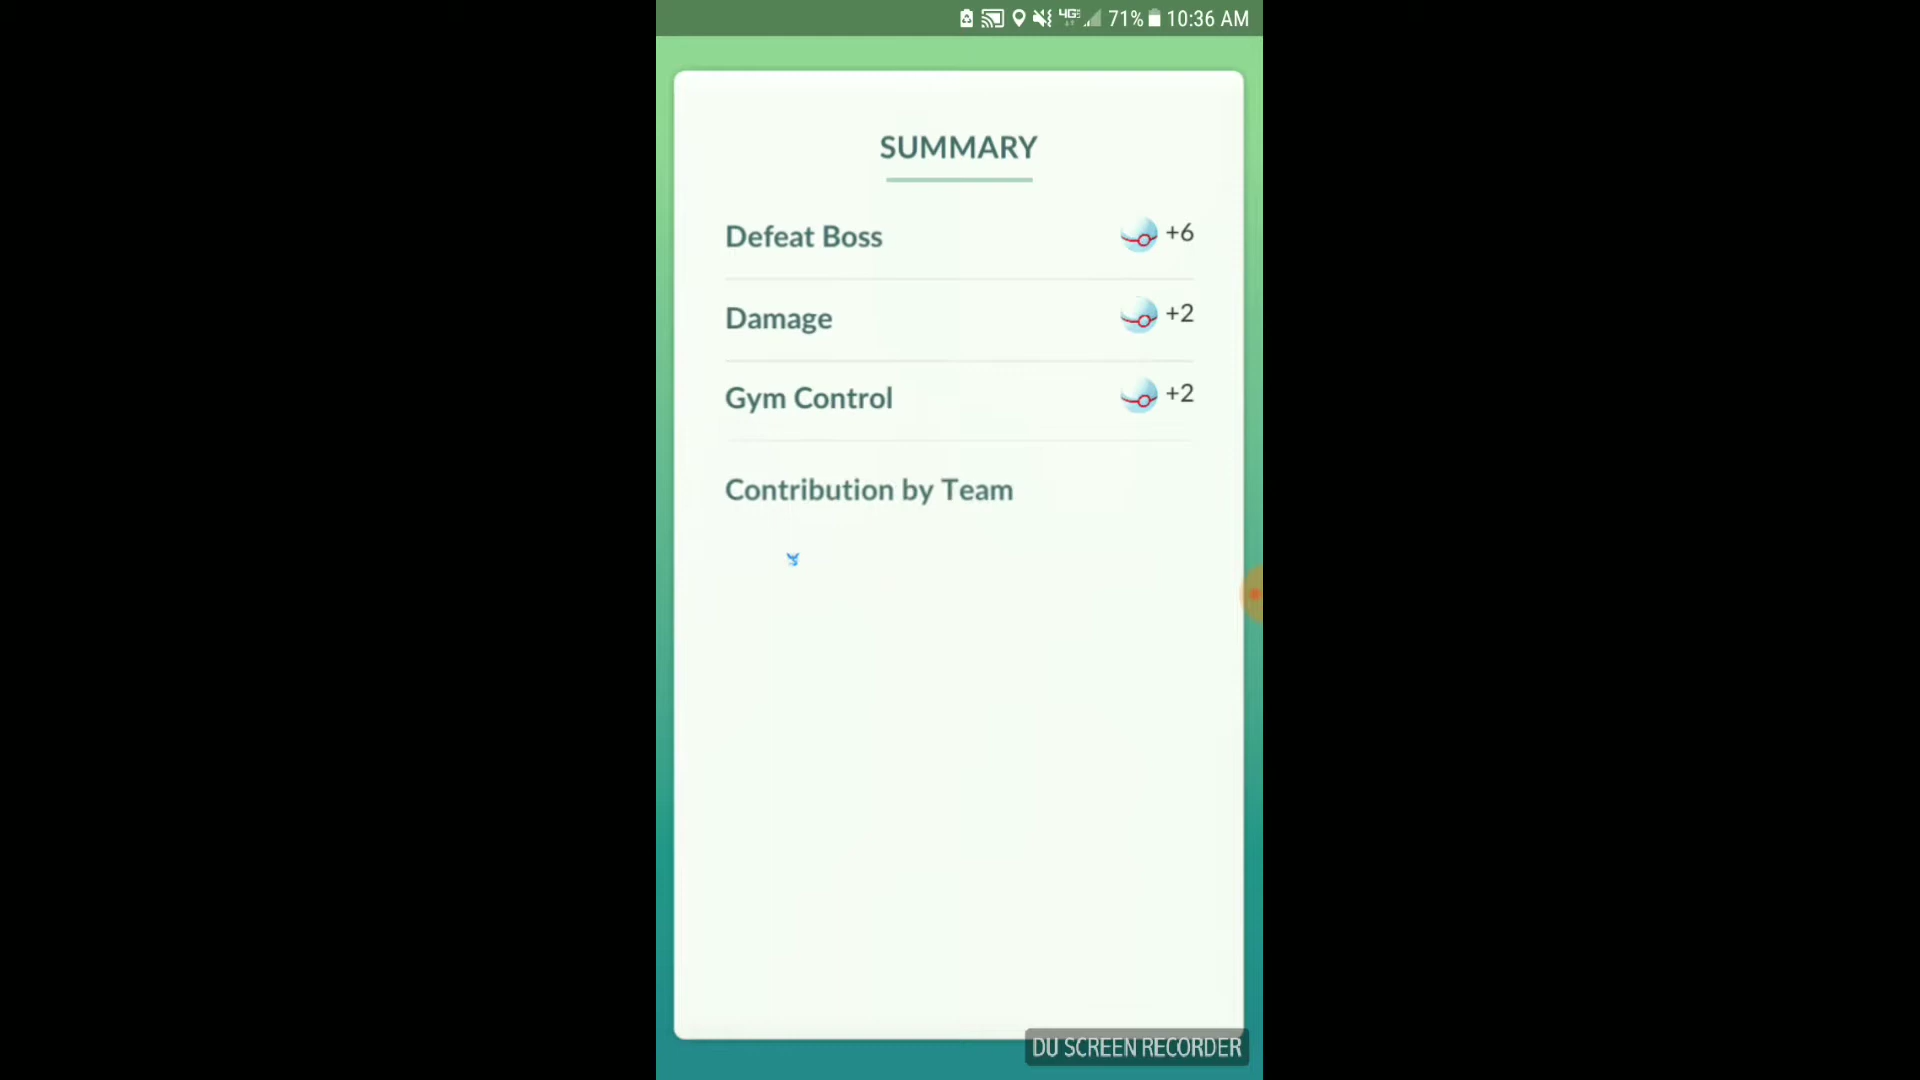 4G 71% 10:36 AM
SUMMARY
Defeat Boss +6
Damage +2
Gym Control +2
Contribution by Team
DU SCREEN RECORDER